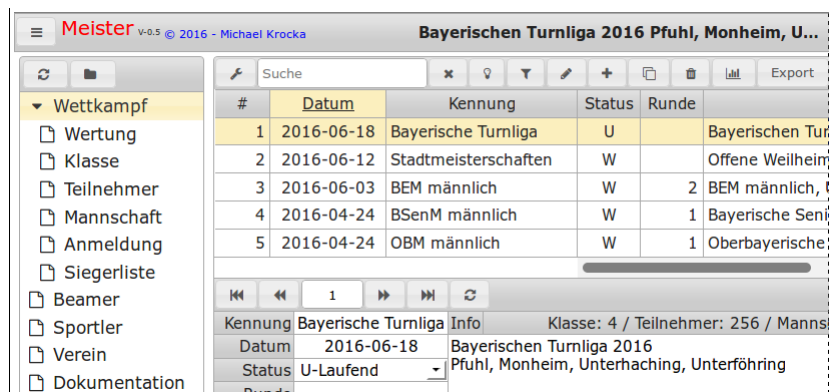 Meister V-0.5 © 2016 - Michael Krocka Bayerischen Turnliga 2016 Pfuhl, Monheim, U...
Suche Export
Wettkampf
Wertung
Klasse
Teilnehmer
Mannschaft
Anmeldung
Siegerliste
Beamer
Sportler
Verein
Dokumentation
# Datum Kennung Status Runde
1 2016-06-18 Bayerische Turnliga U Bayerischen Tur
2 2016-06-12 Stadtmeisterschaften W Offene Weilheim
3 2016-06-03 BEM männlich W 2 BEM männlich,
4 2016-04-24 BSenM männlich W 1 Bayerische Seni
5 2016-04-24 OBM männlich W 1 Oberbayerische
1
Kennung Bayerische Turnliga Info Klasse: 4 / Teilnehmer: 256 / Manns
Datum 2016-06-18 Bayerischen Turnliga 2016
Status U-Laufend Pfuhl, Monheim, Unterhaching, Unterföhring